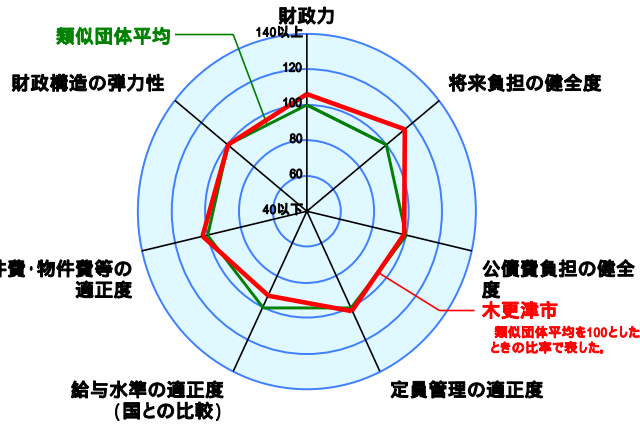 財政力
140以上
類似団体平均
財政構造の弾力性
120
将来負担の健全度
100
80
60
40以下
件費・物件費等の
適正度
公債費負担の健全
度
木更津市
類似団体平均を100とした
ときの比率で表した。
給与水準の適正度
(国との比較)
定員管理の適正度